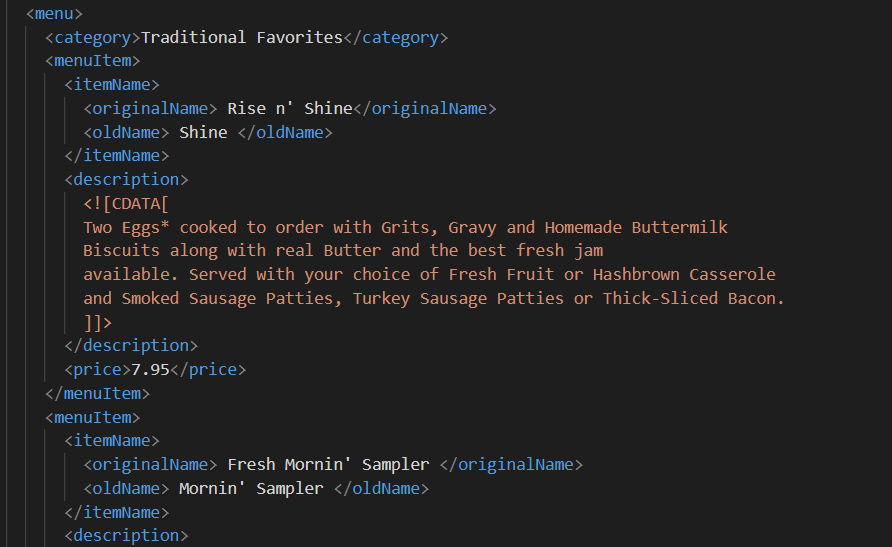 <menu>
<category>Traditional Favorites</category>
<menuItem>
<itemName>
<originalName> Rise n' Shine</originalName>
<oldName> Shine </oldName>
</itemName>
<description>
<![CDATA[
Two Eggs* cooked to order with Grits, Gravy and Homemade Buttermilk
Biscuits along with real Butter and the best fresh jam
available. Served with your choice of Fresh Fruit or Hashbrown Casserole
and Smoked Sausage Patties, Turkey Sausage Patties or Thick-Sliced Bacon.
]]>
</description>
<price>7.95</price>
</menuItem>
<menuItem>
<itemName>
<originalName> Fresh Mornin' Sampler </originalName>
<oldName> Mornin' Sampler </oldName>
</itemName>
<description>